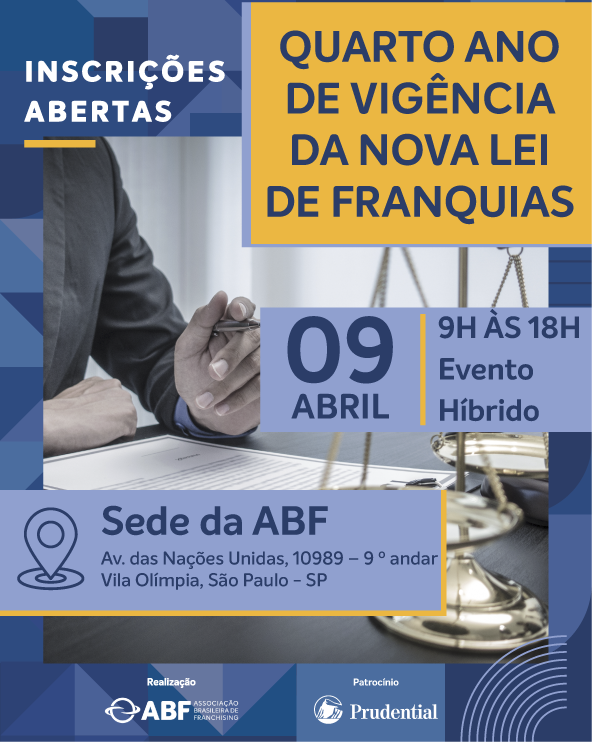 INSCRIÇÕES
ABERTAS
QUARTO ANO
DE VIGÊNCIA
DA NOVA LEI
DE FRANQUIAS
09
ABRIL
9H ÀS 18H
Evento
Híbrido
Sede da ABF
Av. das Nações Unidas, 10989 – 9 º andar
Vila Olímpia, São Paulo - SP
Realização
ABF ASSOCIAÇÃO
BRASILEIRA DE
FRANCHISING
Patrocínio
Prudential